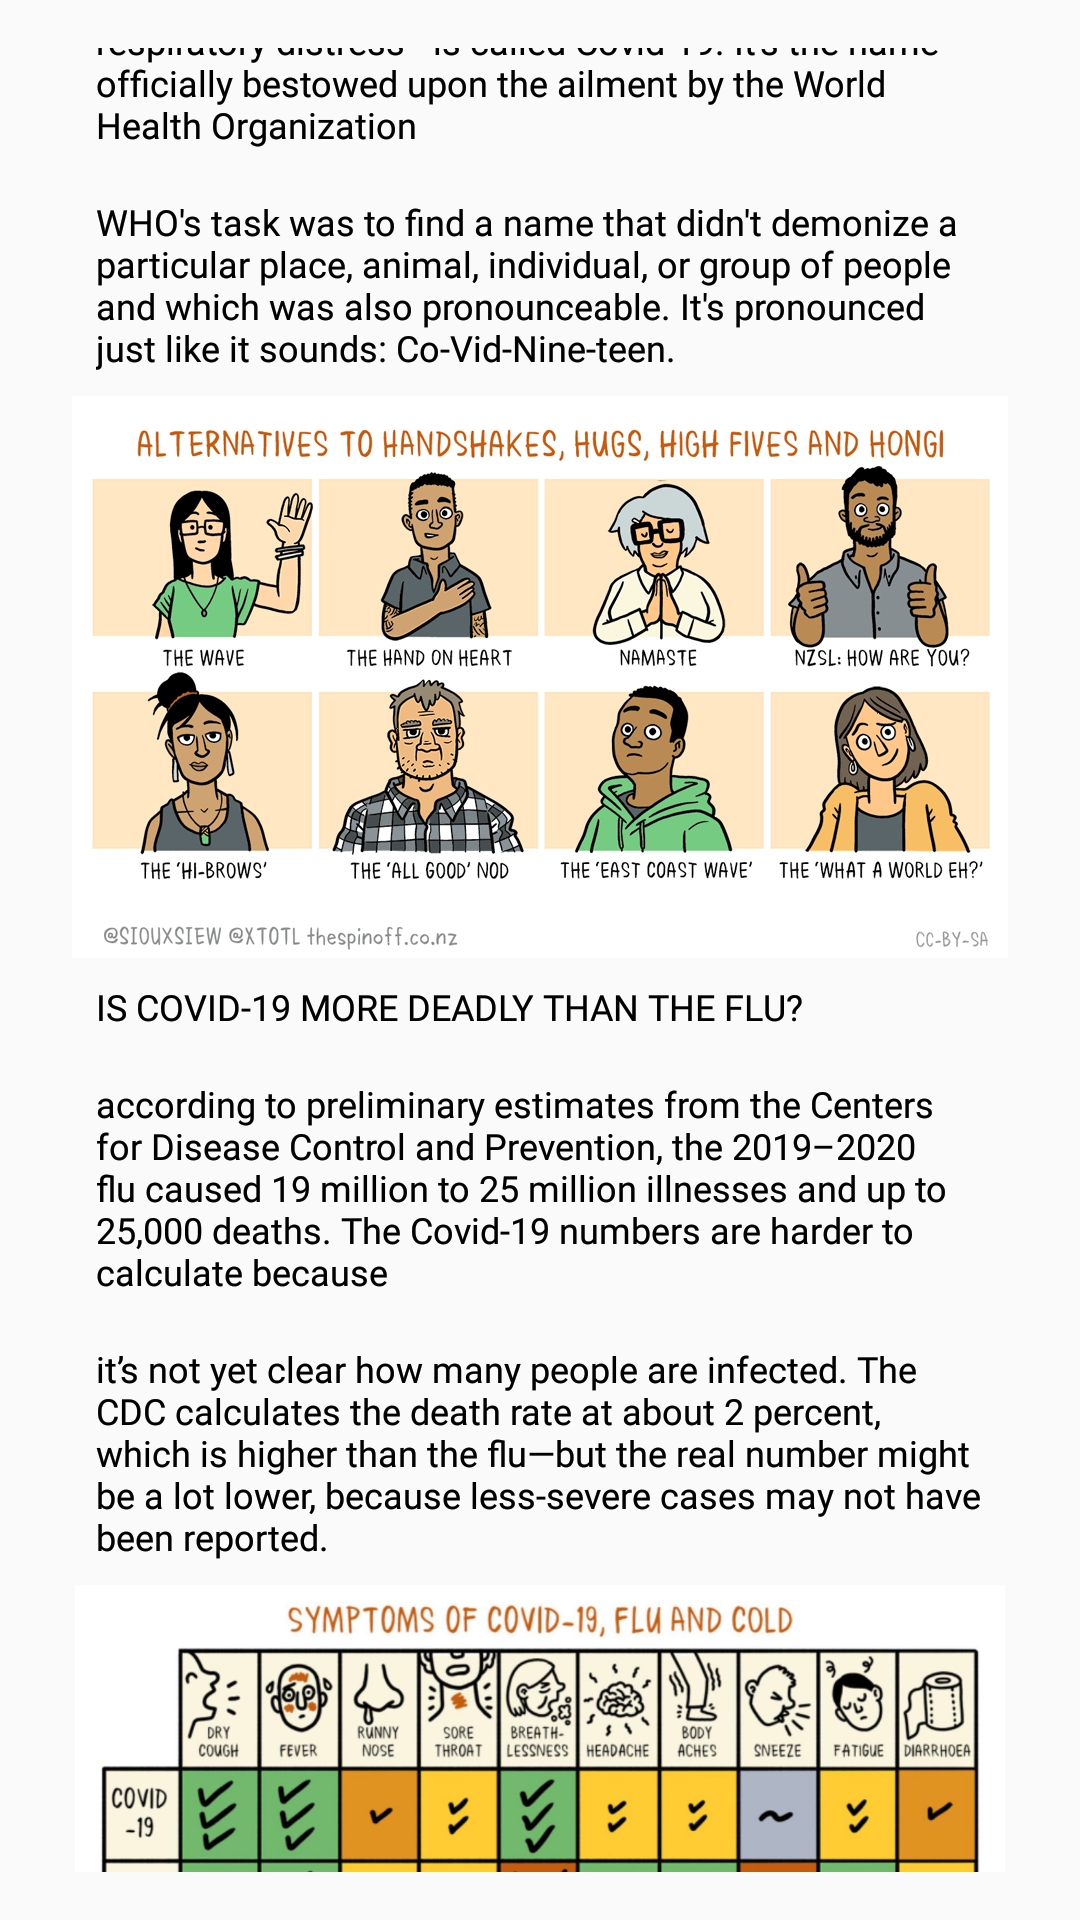 respiratory distress—is called Covid-19. It's the name
officially bestowed upon the ailment by the World
Health Organization
WHO's task was to find a name that didn't demonize a
particular place, animal, individual, or group of people
and which was also pronounceable. It's pronounced
just like it sounds: Co-Vid-Nine-teen.
ALTERNATIVES TO HANDSHAKES, HUGS, HIGH FIVES AND HONGI
THE WAVE
THE HAND ON HEART
NAMASTE
NZSL: HOW ARE YOU?
THE 'HI-BROWS'
THE 'ALL GOOD' NOD
THE 'EAST COAST WAVE'
THE 'WHAT A WORLD EH?'
@SIOUXSIEW @XTOTL thespinoff.co.nz
CC-BY-SA
IS COVID-19 MORE DEADLY THAN THE FLU?
according to preliminary estimates from the Centers
for Disease Control and Prevention, the 2019–2020
flu caused 19 million to 25 million illnesses and up to
25,000 deaths. The Covid-19 numbers are harder to
calculate because
it’s not yet clear how many people are infected. The
CDC calculates the death rate at about 2 percent,
which is higher than the flu—but the real number might
be a lot lower, because less-severe cases may not have
been reported.
SYMPTOMS OF COVID-19, FLU AND COLD
DRY COUGH
FEVER
RUNNY NOSE
SORE THROAT
BREATH-LESSNESS
HEADACHE
BODY ACHES
SNEEZE
FATIGUE
DIARRHOEA
COVID
-19